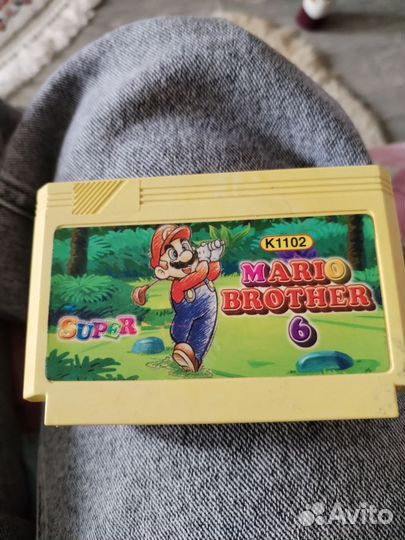 K1102
MARIO
BROTHER
6
SUPER
Avito